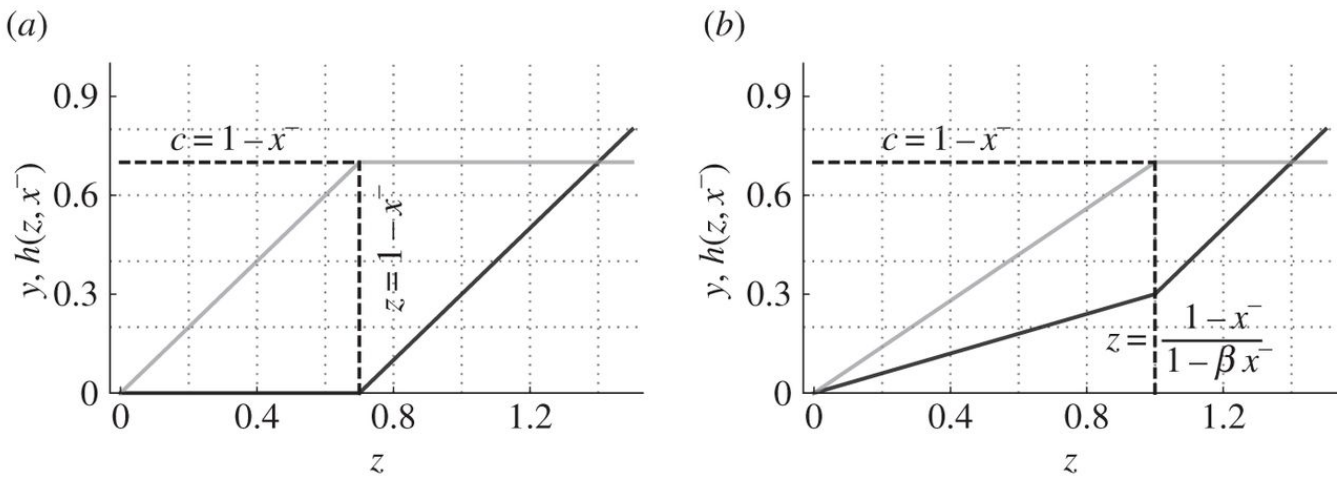 (a)
(b)
y, h(z, x⁻)
0.9
0.6
0.3
0
c = 1 – x⁻
z = 1 – x⁻
0 0.4 0.8 1.2
z
y, h(z, x⁻)
0.9
0.6
0.3
0
c = 1 – x⁻
z =
1 – x⁻
1 – β x⁻
0 0.4 0.8 1.2
z